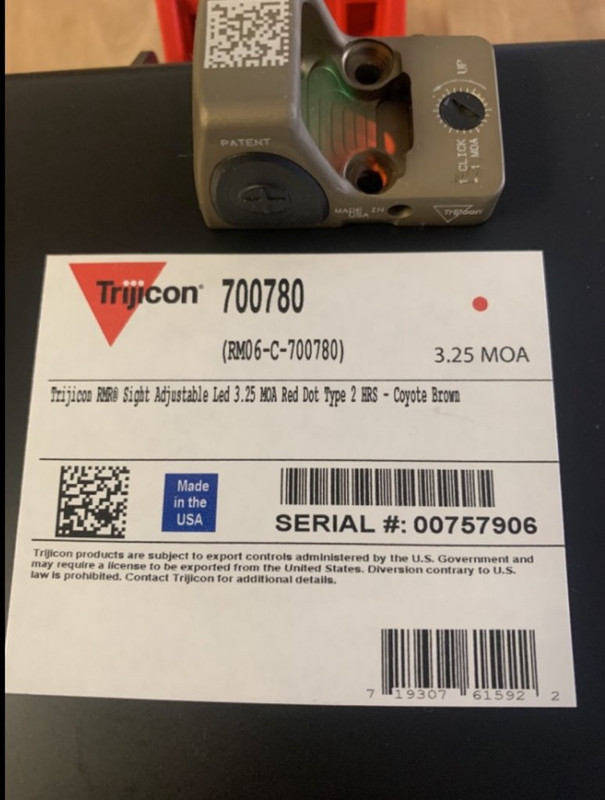 PATENT
UP
1 CLICK
= 1 MOA
MADE IN
USA
Trijicon
Trijicon® 700780
(RM06-C-700780)
3.25 MOA
Trijicon RMR® Sight Adjustable Led 3.25 MOA Red Dot Type 2 HRS - Coyote Brown
Made
in the
USA
SERIAL #: 00757906
Trijicon products are subject to export controls administered by the U.S. Government and
may require a license to be exported from the United States. Diversion contrary to U.S.
law is prohibited. Contact Trijicon for additional details.
7 19307 61592 2